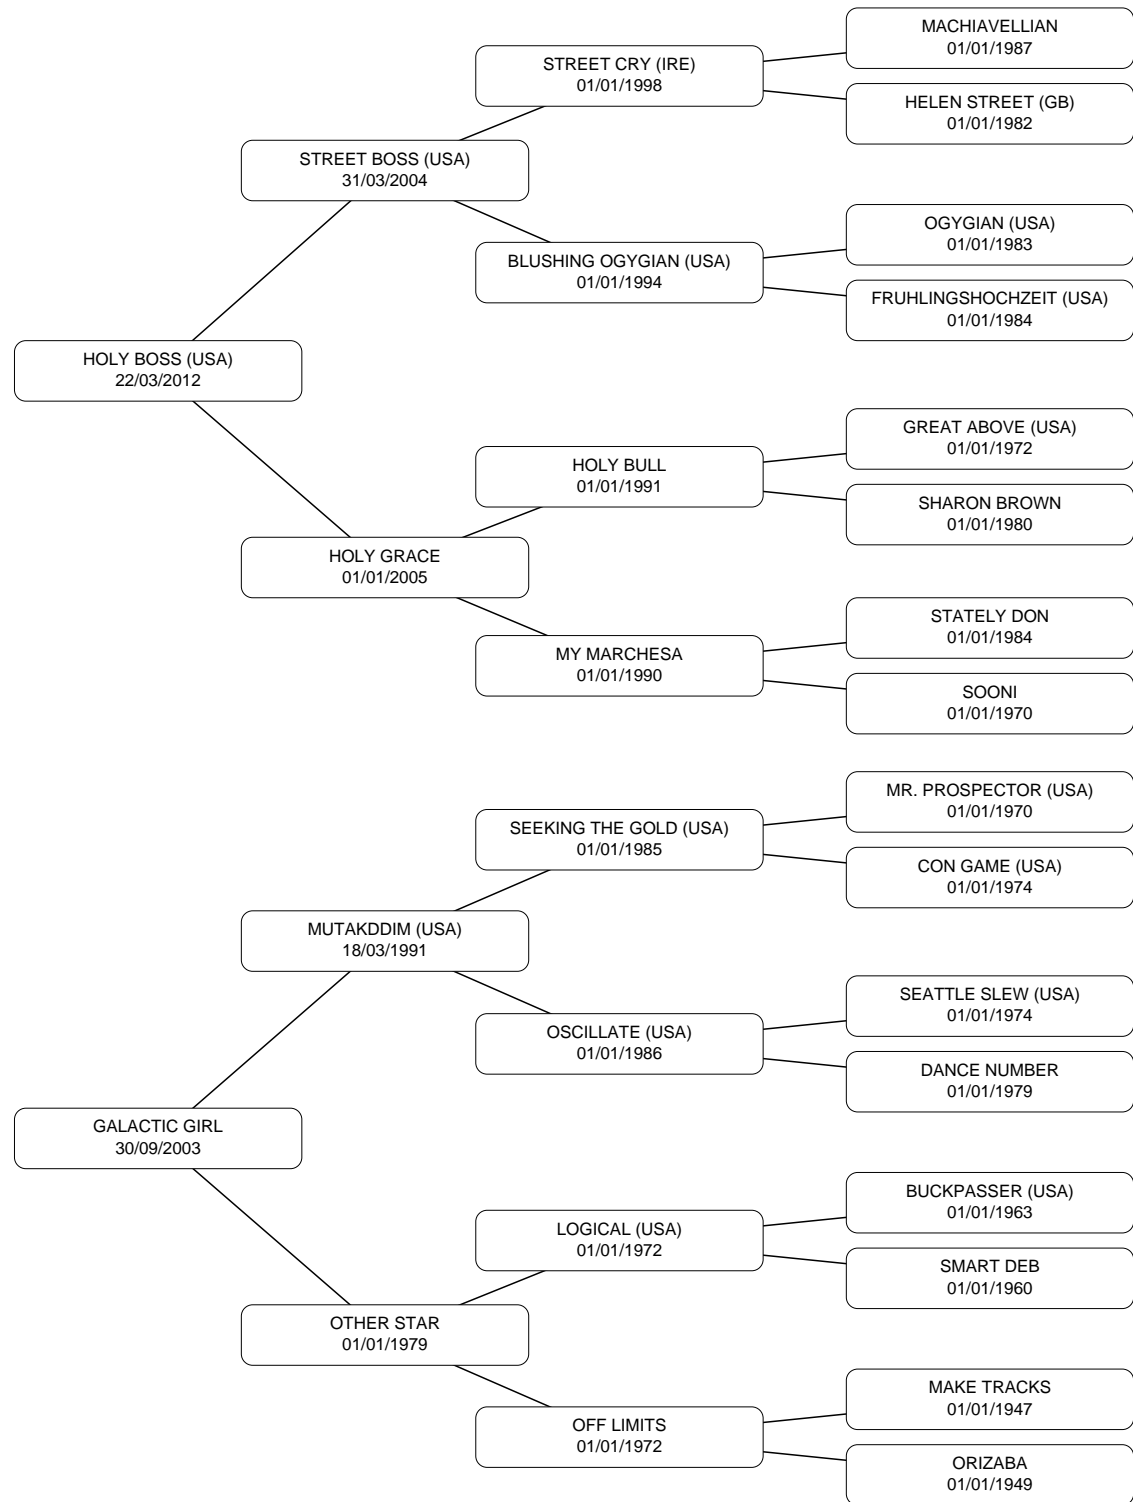 MACHIAVELLIAN
01/01/1987
STREET CRY (IRE)
01/01/1998
HELEN STREET (GB)
01/01/1982
STREET BOSS (USA)
31/03/2004
OGYGIAN (USA)
01/01/1983
BLUSHING OGYGIAN (USA)
01/01/1994
FRUHLINGSHOCHZEIT (USA)
01/01/1984
HOLY BOSS (USA)
22/03/2012
GREAT ABOVE (USA)
01/01/1972
HOLY BULL
01/01/1991
SHARON BROWN
01/01/1980
HOLY GRACE
01/01/2005
STATELY DON
01/01/1984
MY MARCHESA
01/01/1990
SOONI
01/01/1970
MR. PROSPECTOR (USA)
01/01/1970
SEEKING THE GOLD (USA)
01/01/1985
CON GAME (USA)
01/01/1974
MUTAKDDIM (USA)
18/03/1991
SEATTLE SLEW (USA)
01/01/1974
OSCILLATE (USA)
01/01/1986
DANCE NUMBER
01/01/1979
GALACTIC GIRL
30/09/2003
BUCKPASSER (USA)
01/01/1963
LOGICAL (USA)
01/01/1972
SMART DEB
01/01/1960
OTHER STAR
01/01/1979
MAKE TRACKS
01/01/1947
OFF LIMITS
01/01/1972
ORIZABA
01/01/1949